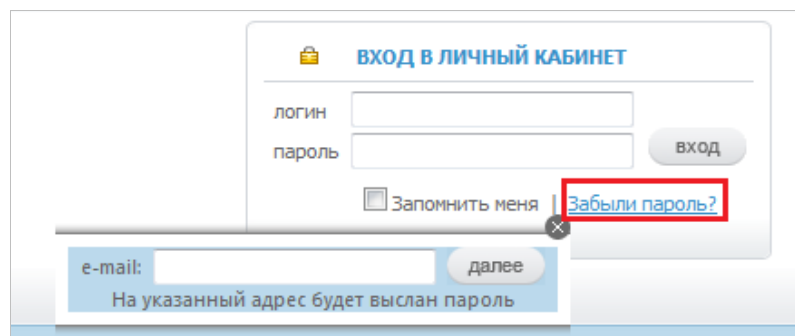 ВХОД В ЛИЧНЫЙ КАБИНЕТ
логин
пароль
вход
Запомнить меня | Забыли пароль?
e-mail:
далее
На указанный адрес будет выслан пароль